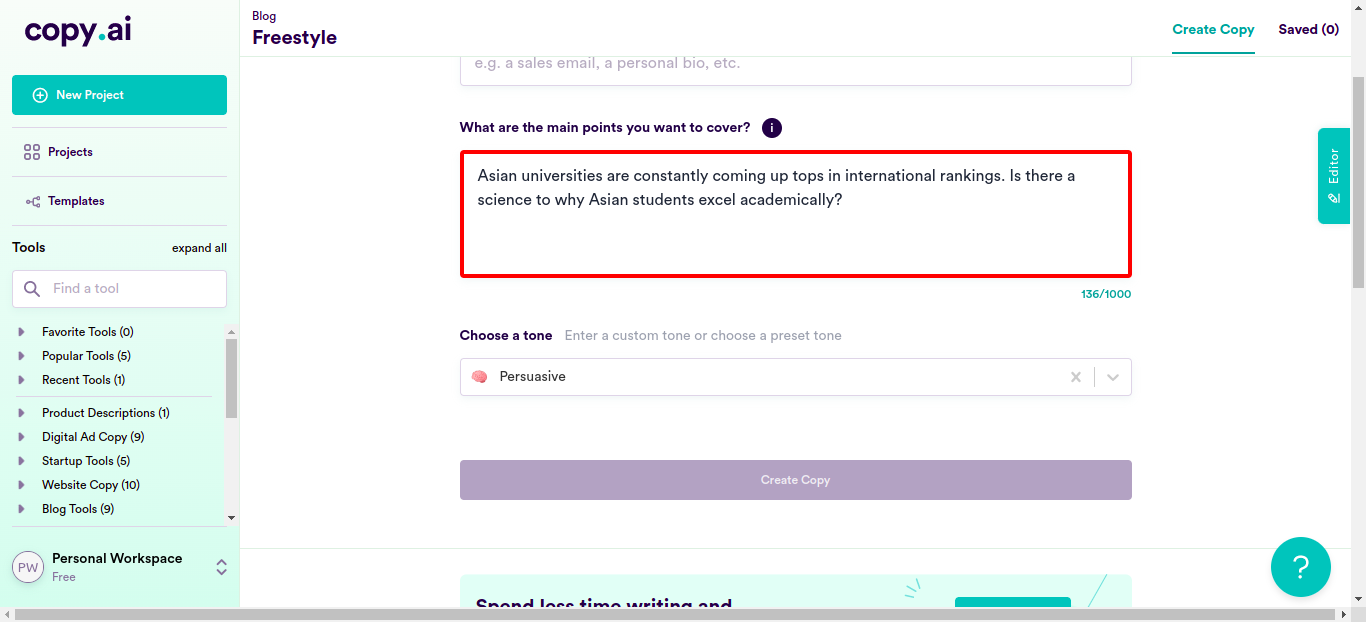 copy.ai
New Project
Projects
Templates
Tools
expand all
Find a tool
Favorite Tools (0)
Popular Tools (5)
Recent Tools (1)
Product Descriptions (1)
Digital Ad Copy (9)
Startup Tools (5)
Website Copy (10)
Blog Tools (9)
PW
Personal Workspace
Free
Blog
Freestyle
Create Copy
Saved (0)
e.g. a sales email, a personal bio, etc.
What are the main points you want to cover?
i
Asian universities are constantly coming up tops in international rankings. Is there a
science to why Asian students excel academically?
136/1000
Choose a tone
Enter a custom tone or choose a preset tone
Persuasive
Create Copy
Spend less time writing and
Editor
?